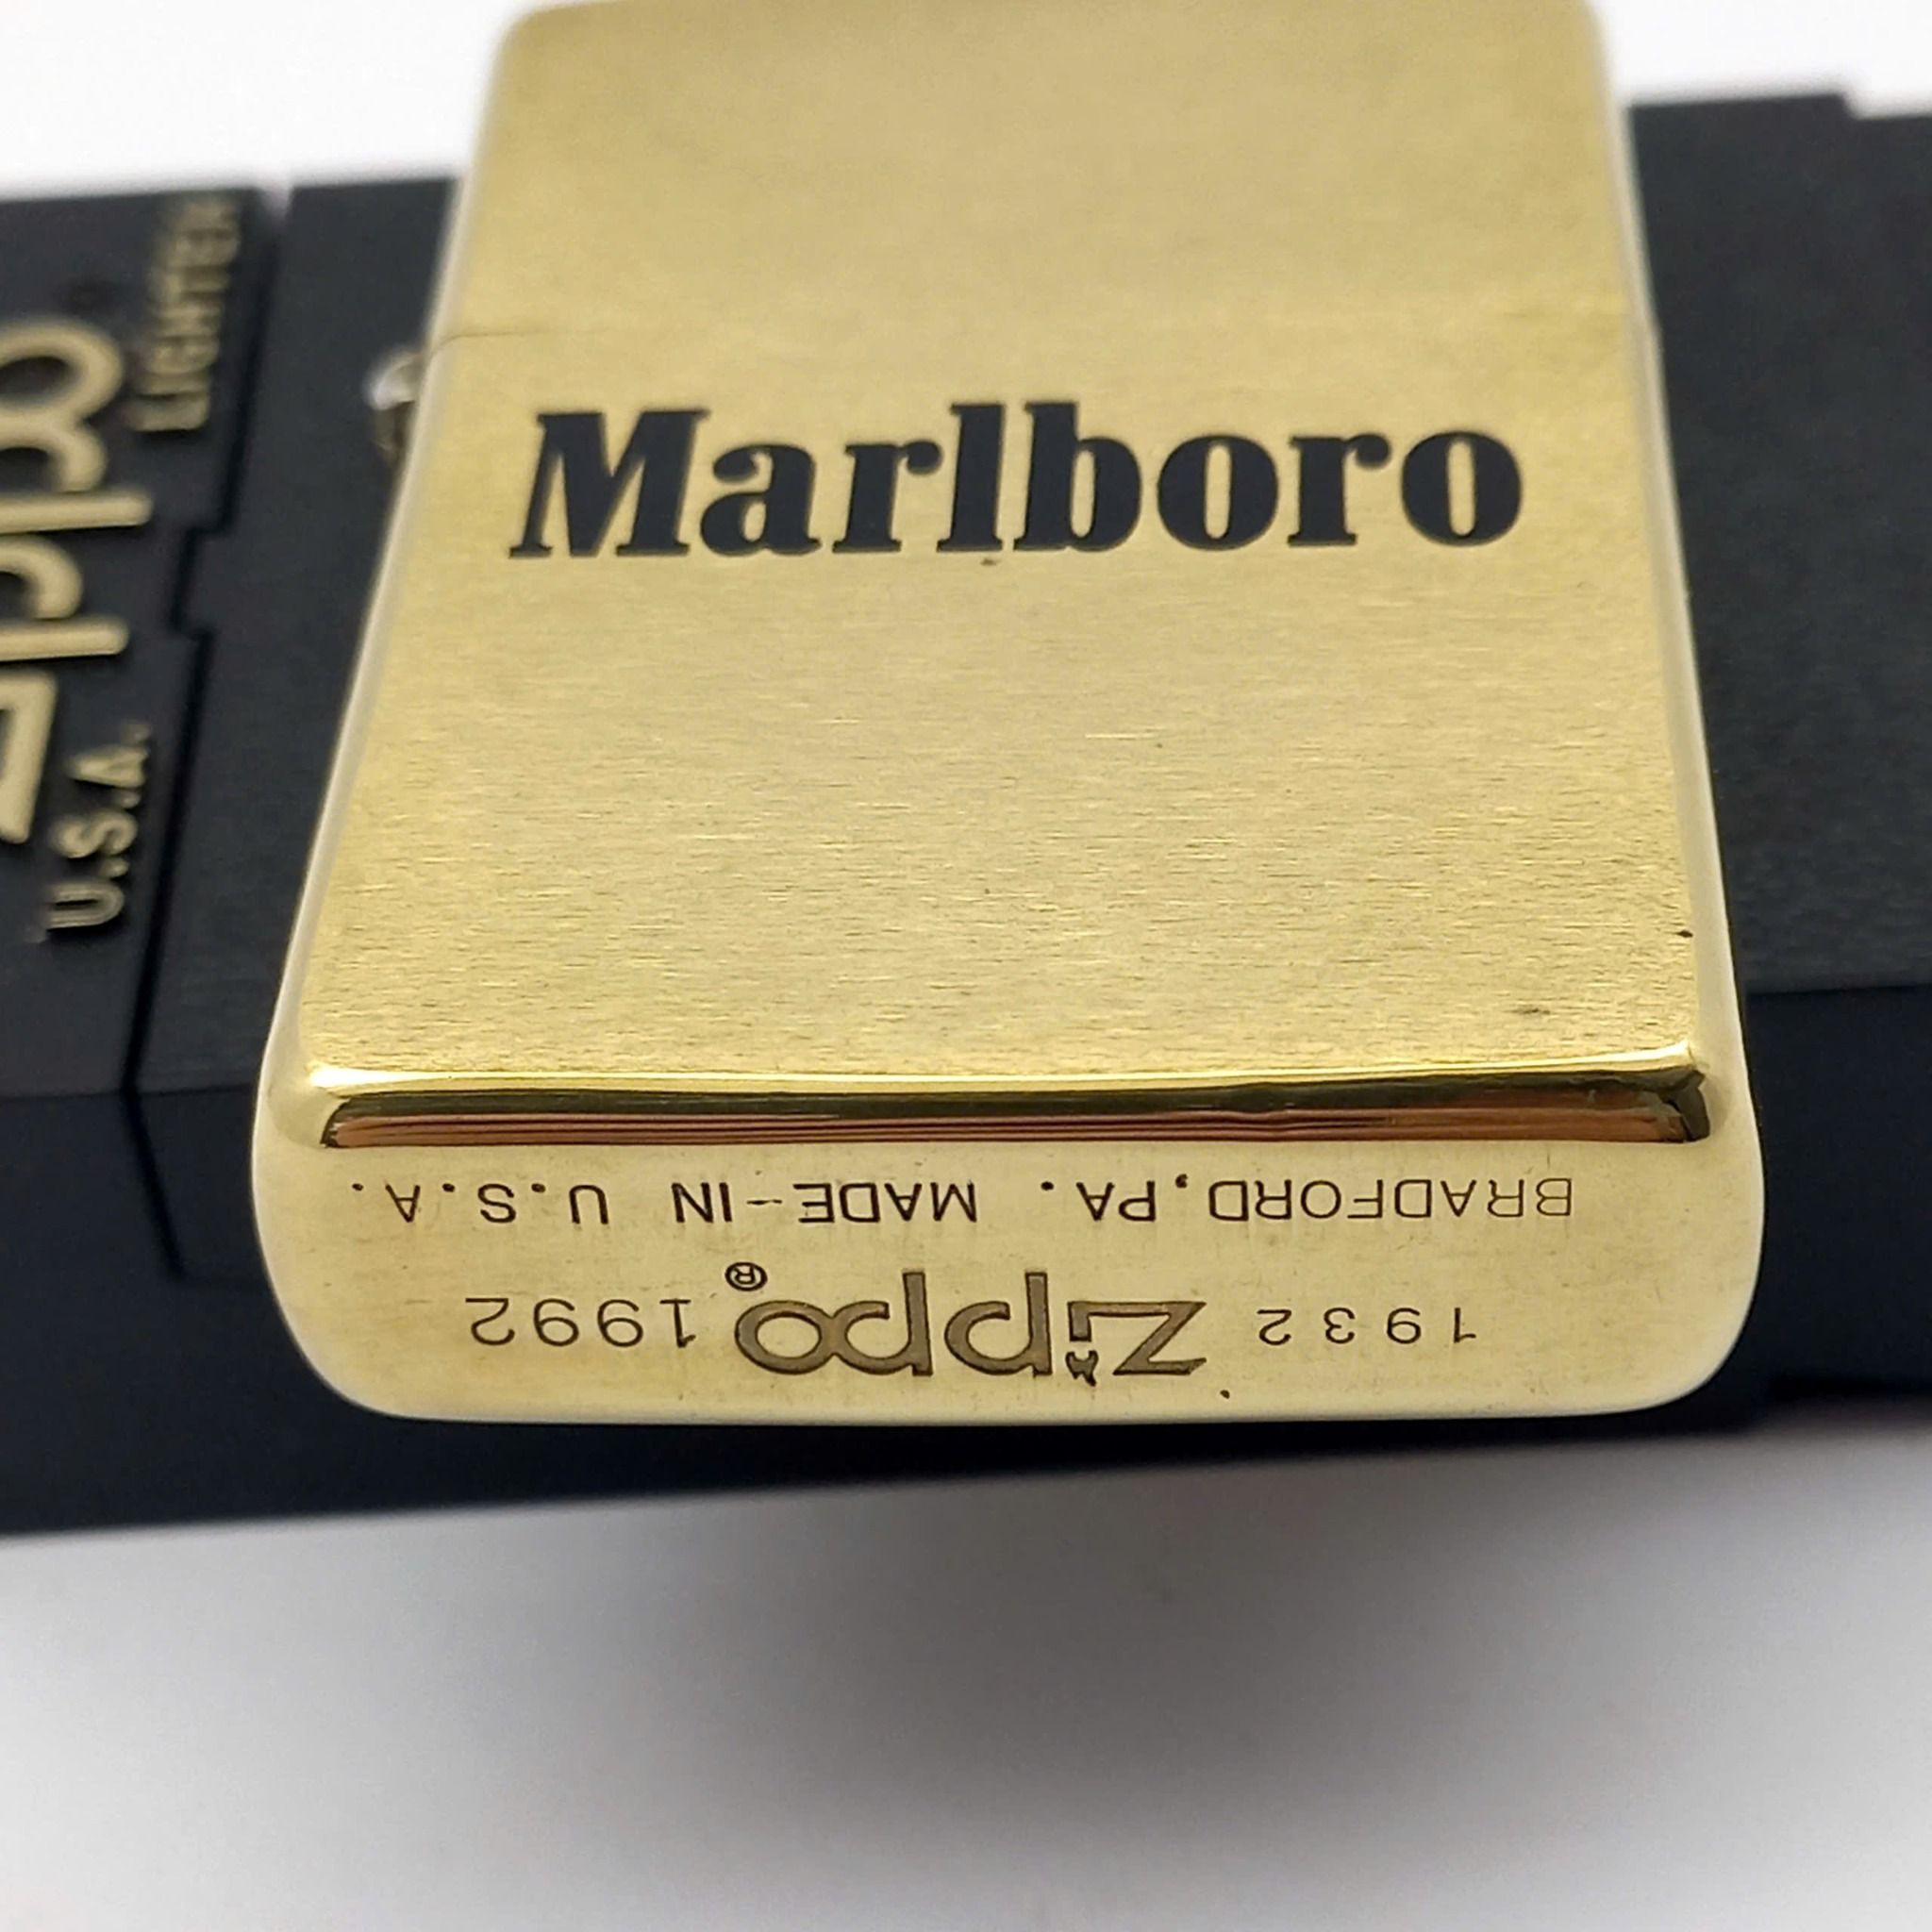 Marlboro
1932 Zippo® 1992
BRADFORD,PA. MADE-IN U.S.A.
Zippo
U.S.A.
LIGHTER